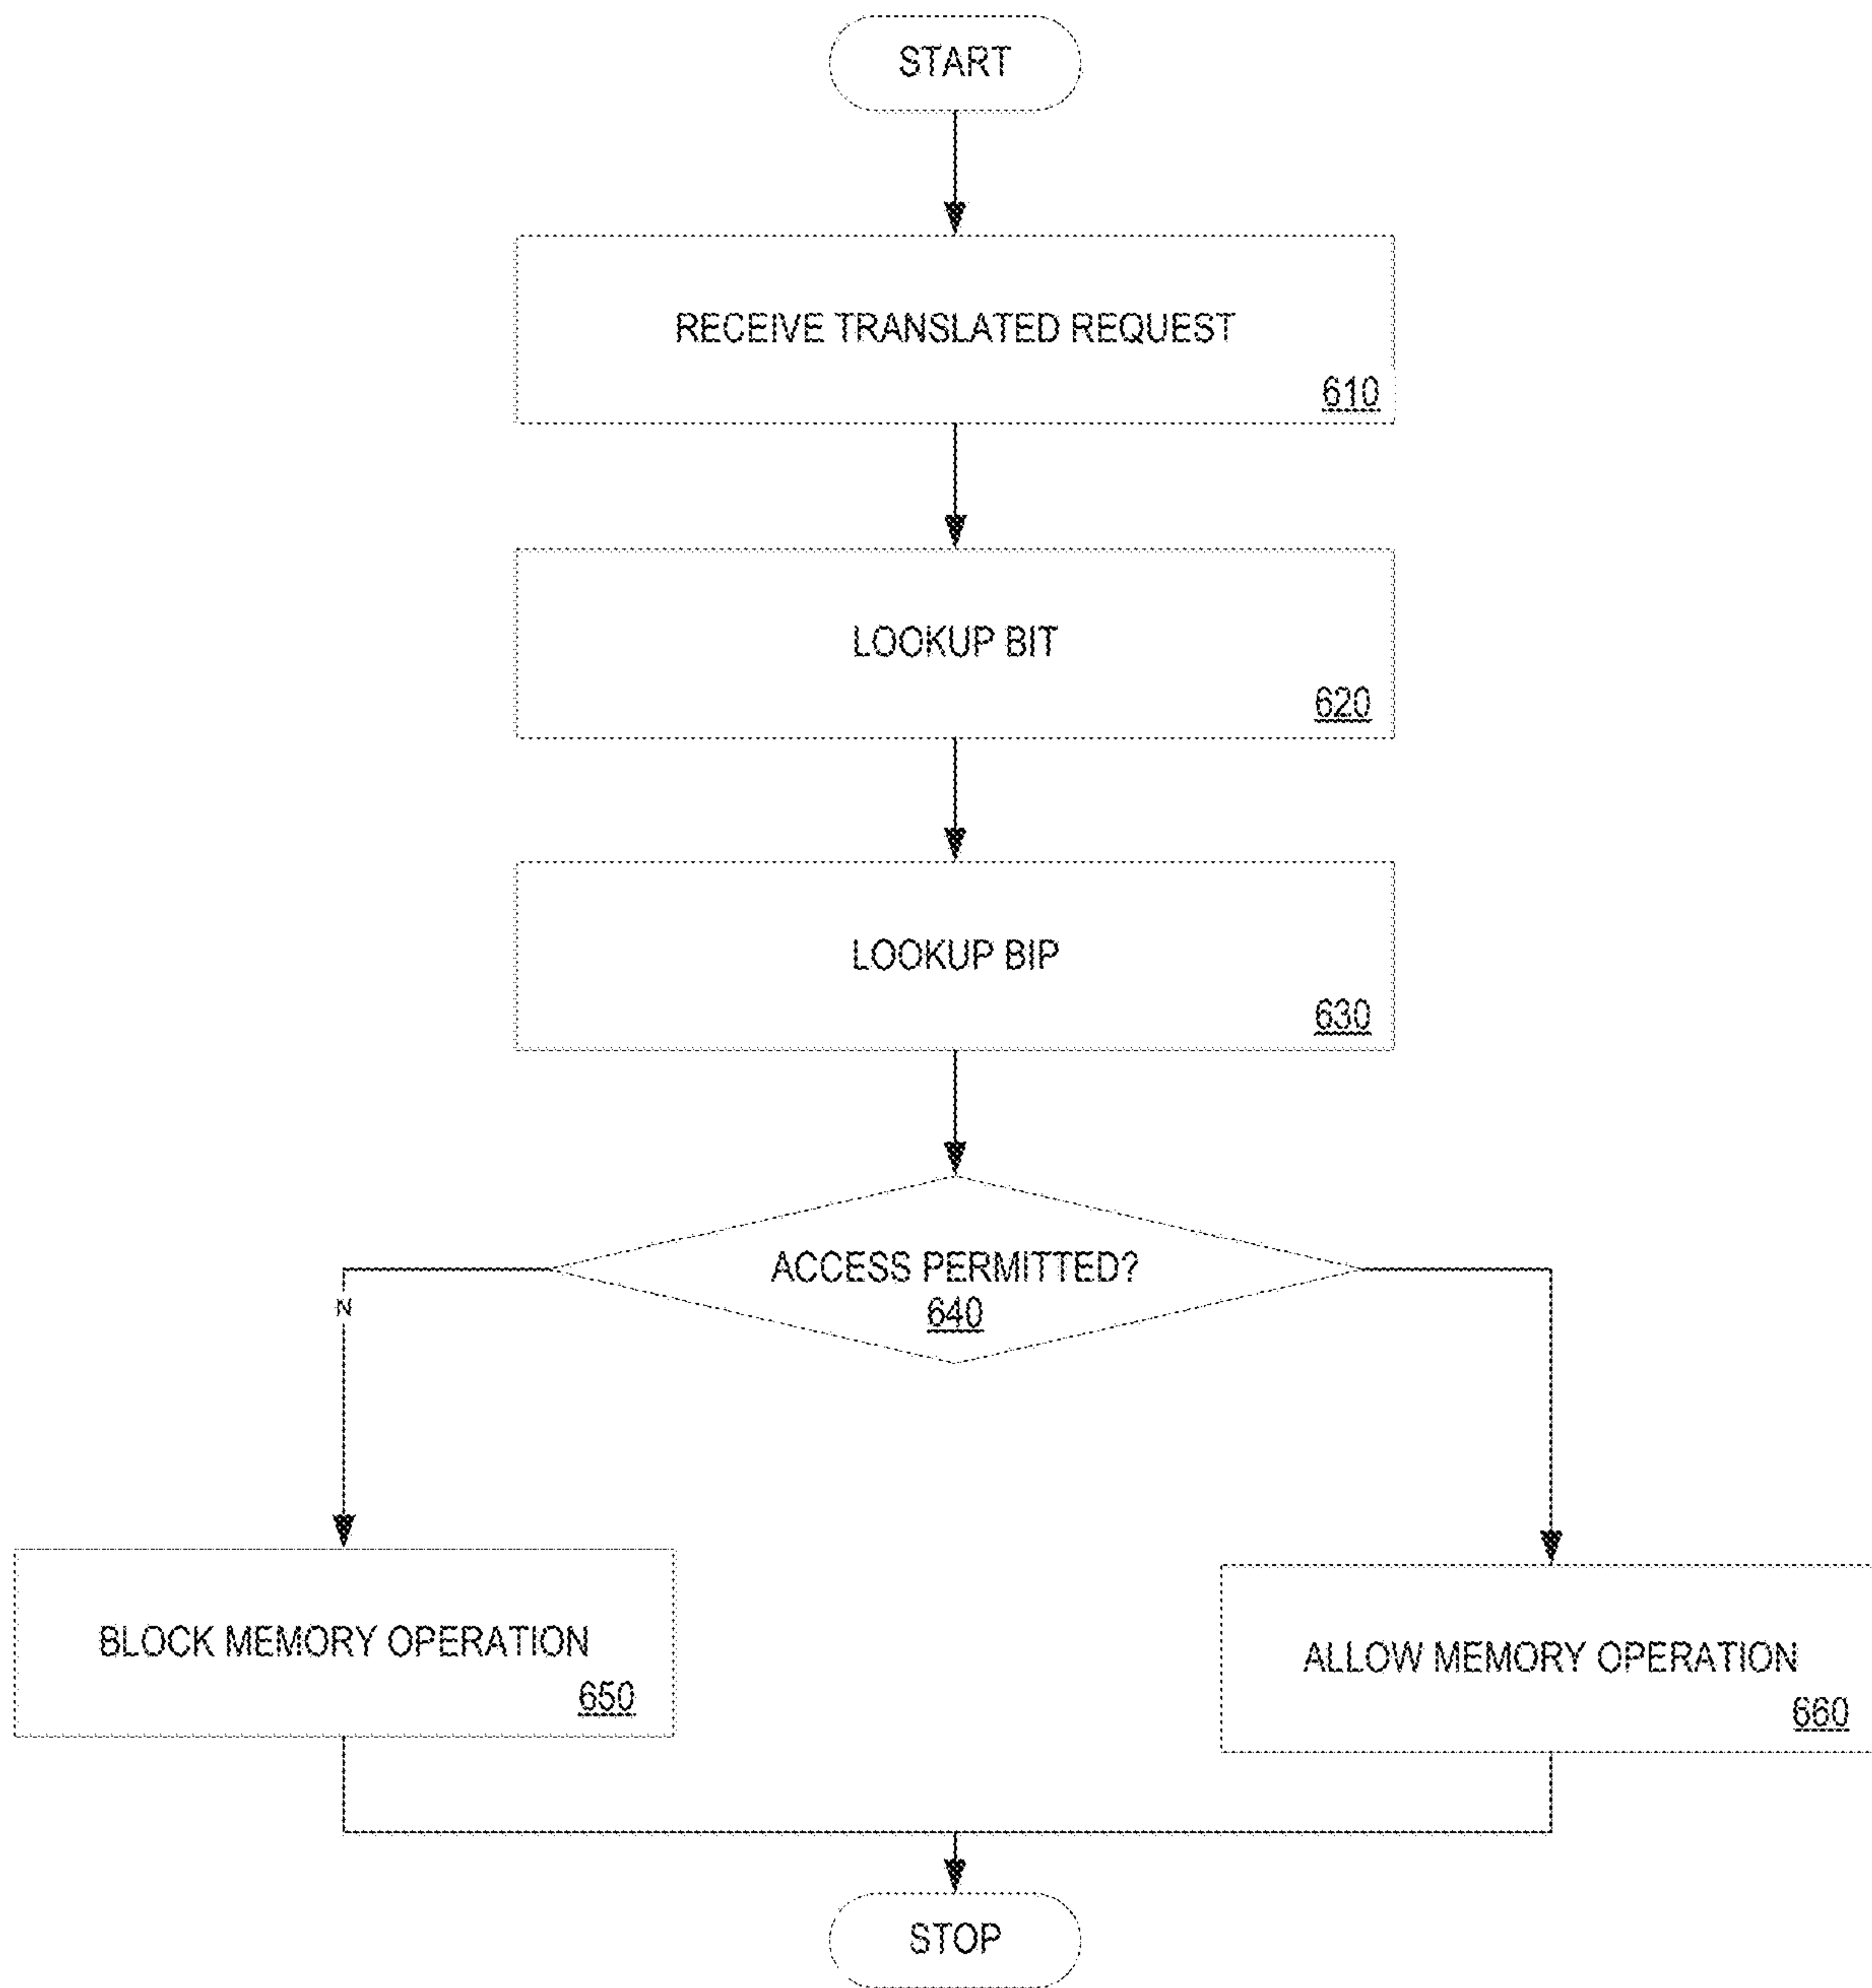 START
RECEIVE TRANSLATED REQUEST
610
LOOKUP BIT
620
LOOKUP BIP
630
ACCESS PERMITTED?
640
N
BLOCK MEMORY OPERATION
650
ALLOW MEMORY OPERATION
660
STOP